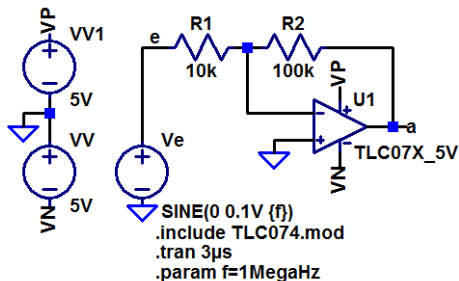 VP
VV1
5V
VV
5V
VN
e
R1
10k
R2
100k
VP
U1
a
TLC07X_5V
VN
Ve
SINE(0 0.1V {f})
.include TLC074.mod
.tran 3µs
.param f=1MegaHz